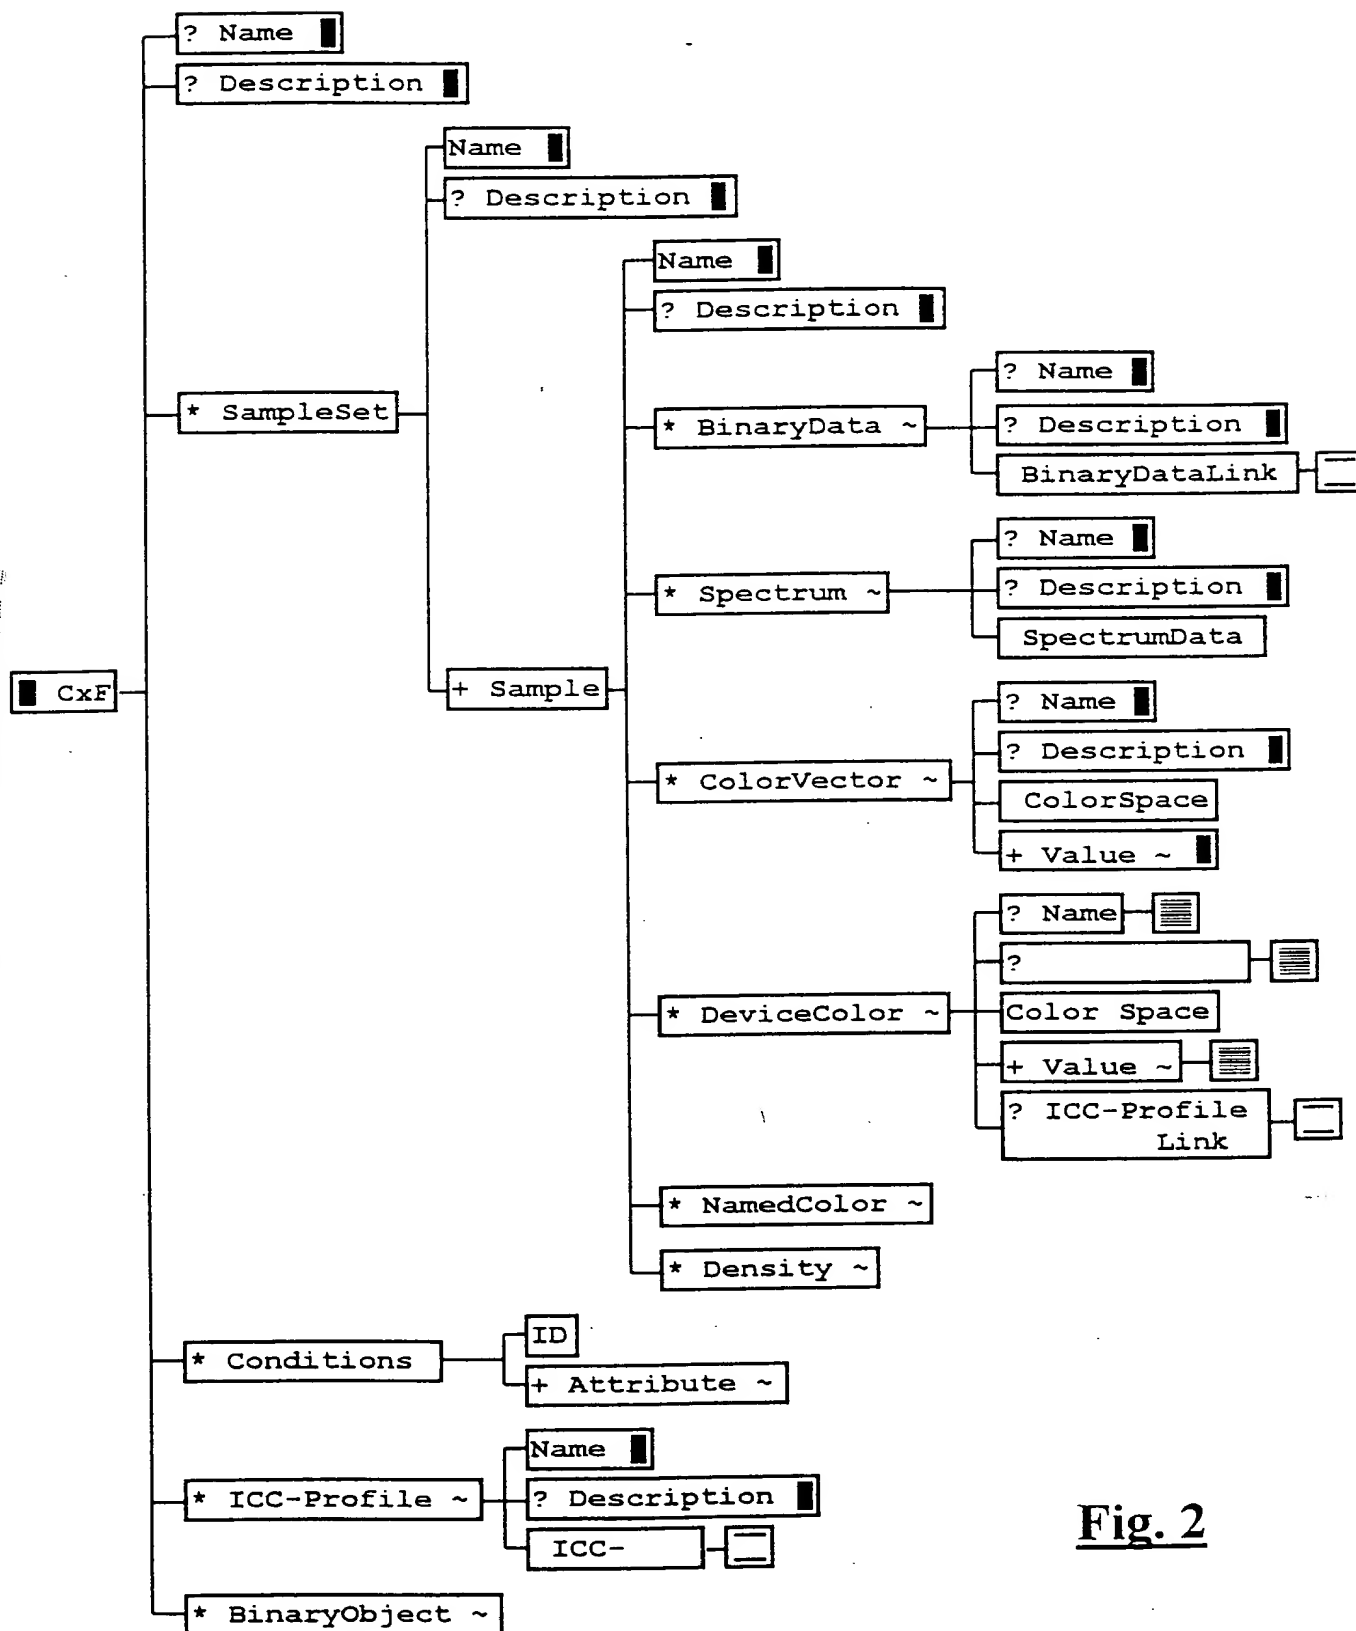 ? Name
? Description
Name
? Description
Name
? Description
? Name
* SampleSet
* BinaryData ~
? Description
BinaryDataLink
? Name
* Spectrum ~
? Description
SpectrumData
CxF
+ Sample
? Name
? Description
* ColorVector ~
ColorSpace
+ Value ~
? Name
?
* DeviceColor ~
Color Space
+ Value ~
? ICC-Profile
Link
* NamedColor ~
* Density ~
ID
* Conditions
+ Attribute ~
Name
* ICC-Profile ~
? Description
ICC-
* BinaryObject ~
Fig. 2